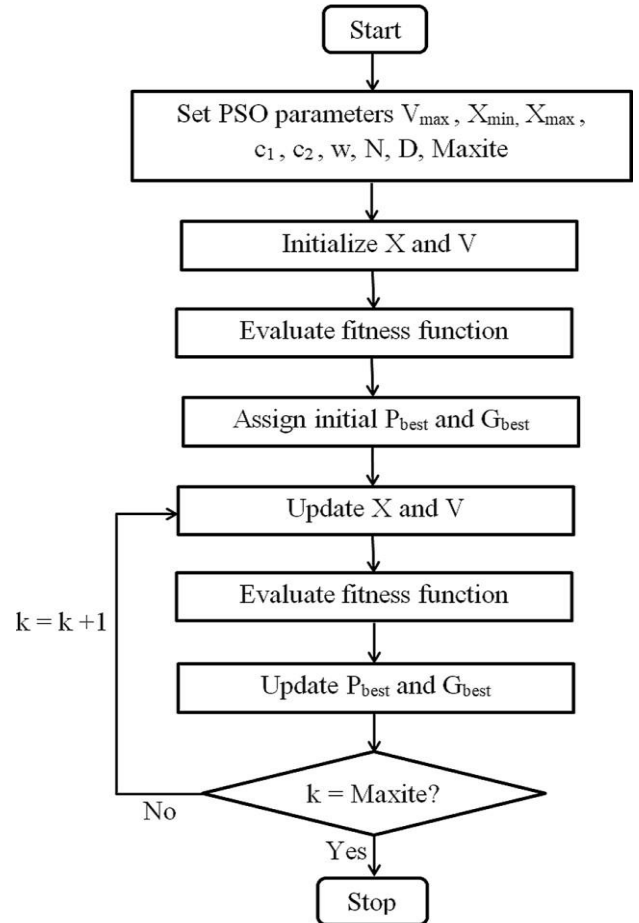 Start
Set PSO parameters Vmax , Xmin, Xmax ,
c1 , c2 , w, N, D, Maxite
Initialize X and V
Evaluate fitness function
Assign initial Pbest and Gbest
Update X and V
Evaluate fitness function
k = k +1
Update Pbest and Gbest
k = Maxite?
No
Yes
Stop